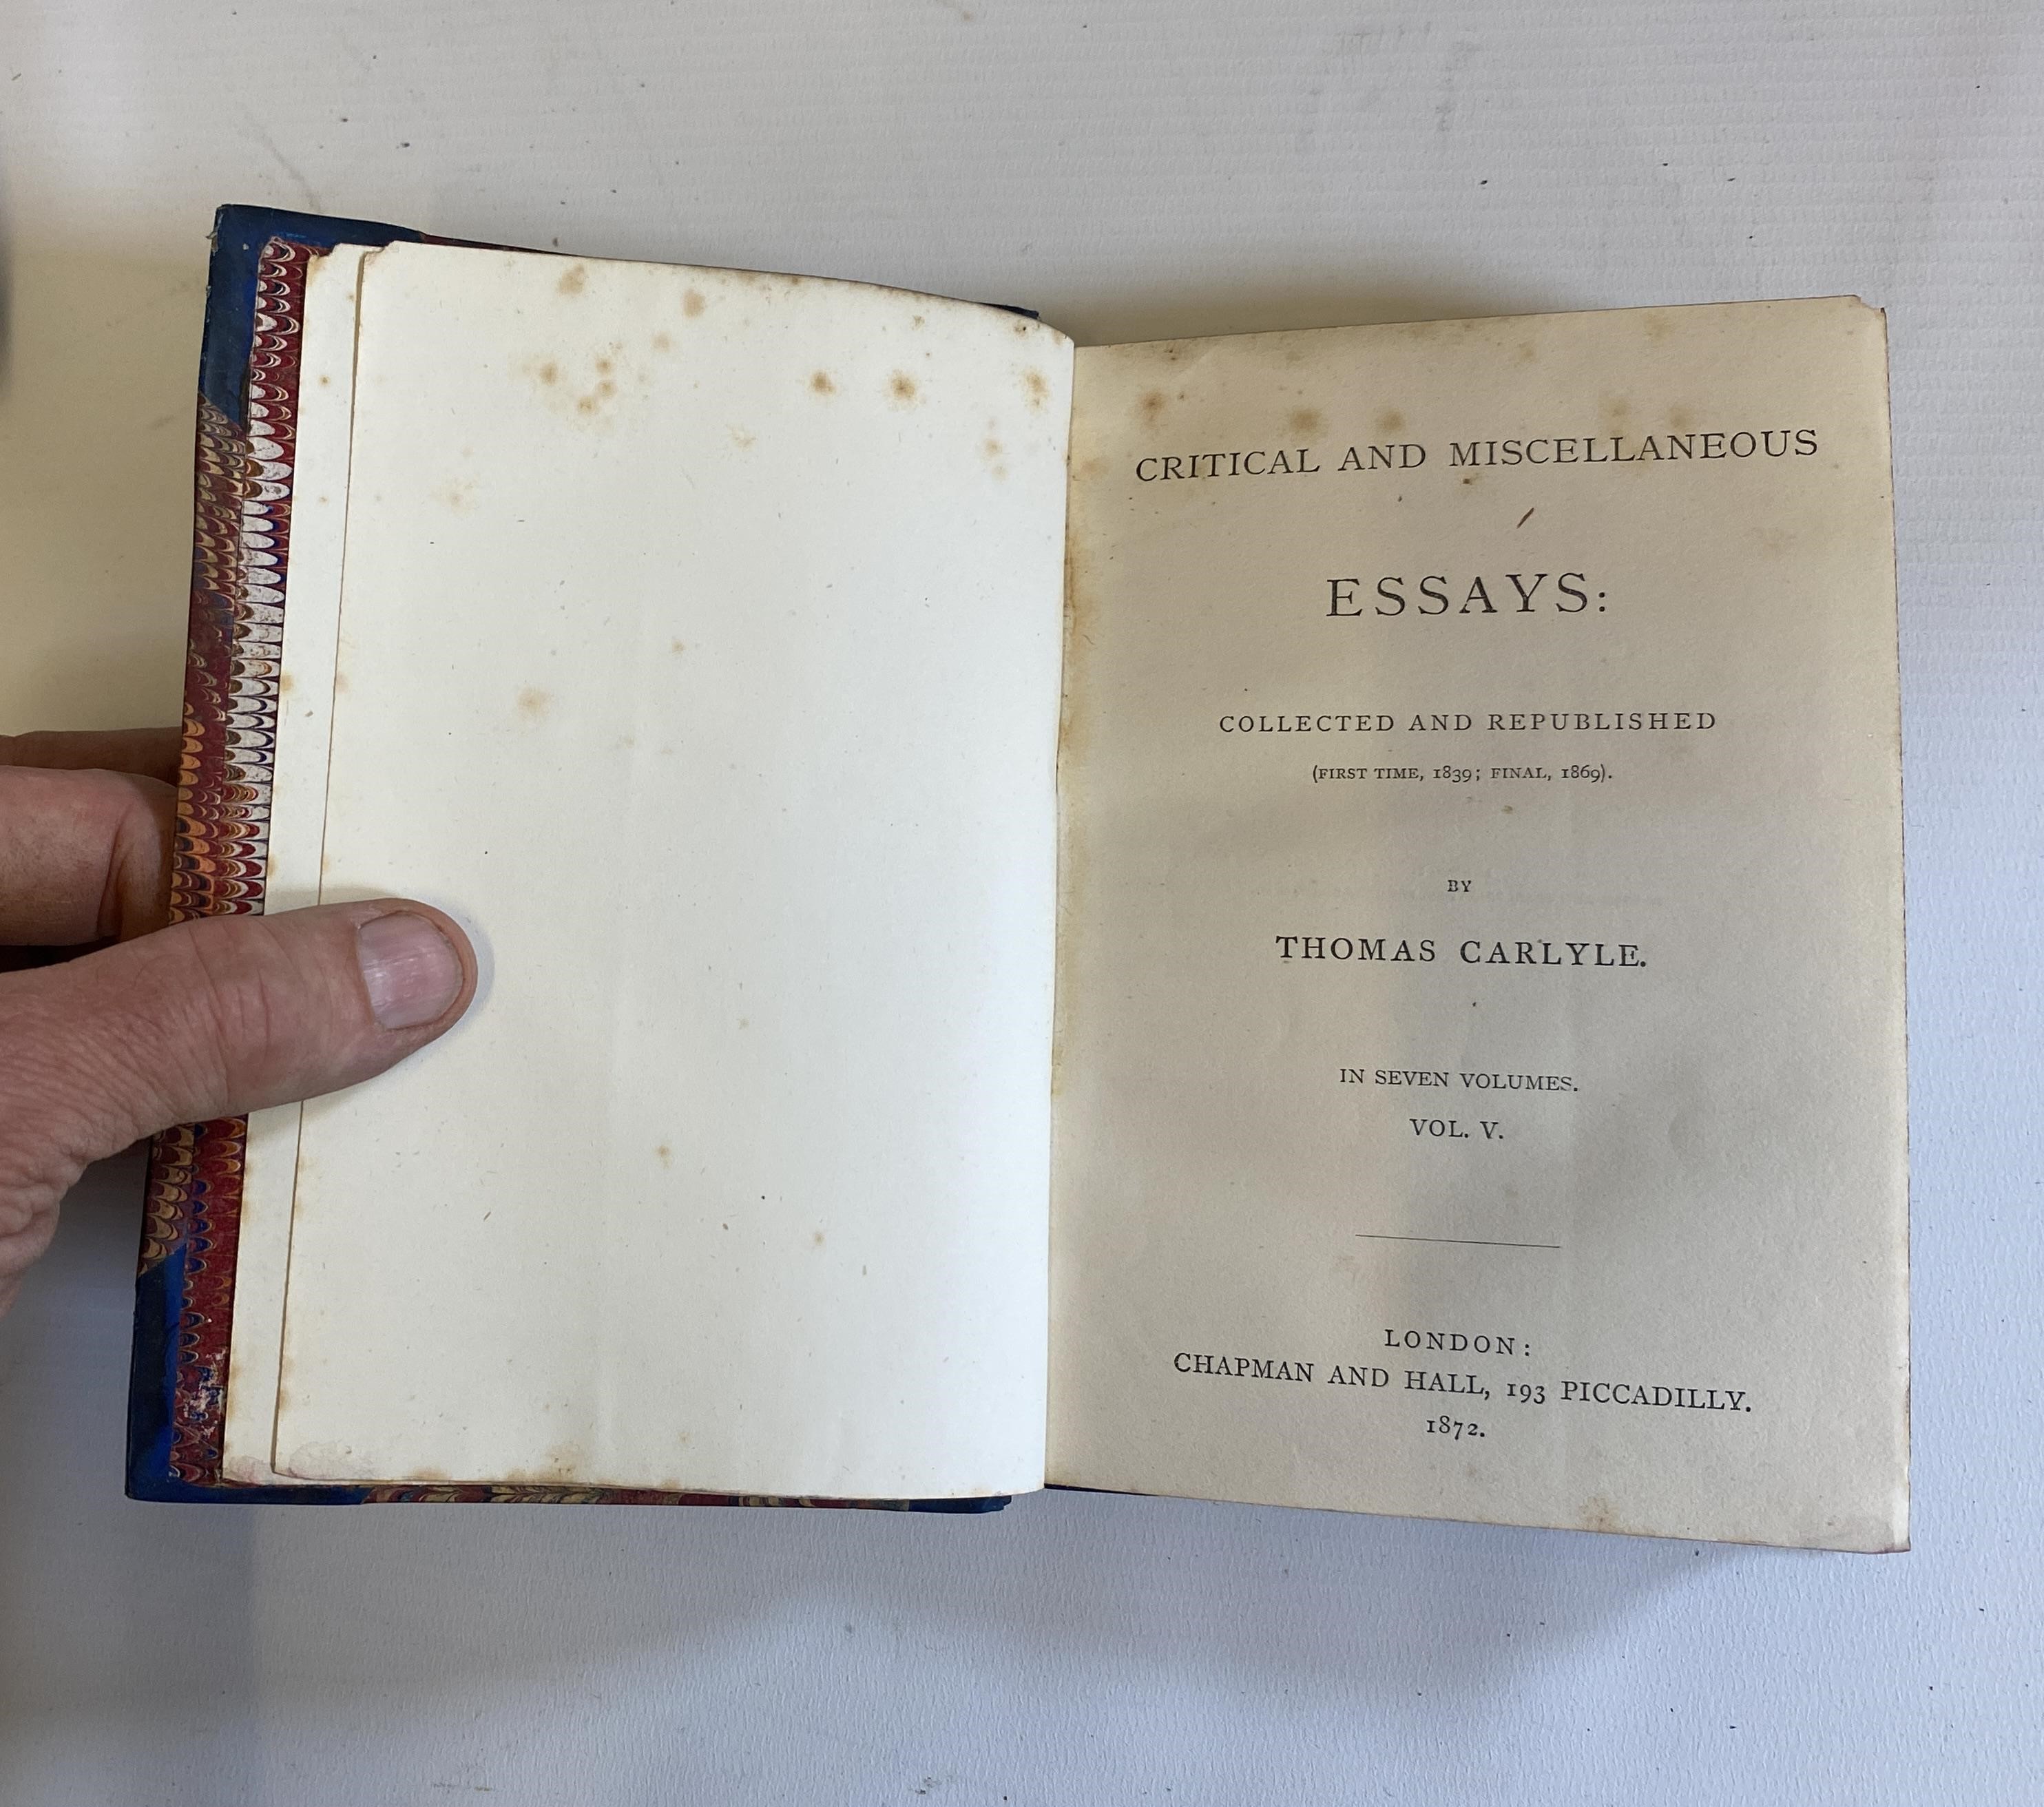 CRITICAL AND MISCELLANEOUS
ESSAYS:
COLLECTED AND REPUBLISHED
(FIRST TIME, 1839; FINAL, 1869).
BY
THOMAS CARLYLE.
IN SEVEN VOLUMES.
VOL. V.
LONDON:
CHAPMAN AND HALL, 193 PICCADILLY.
1872.